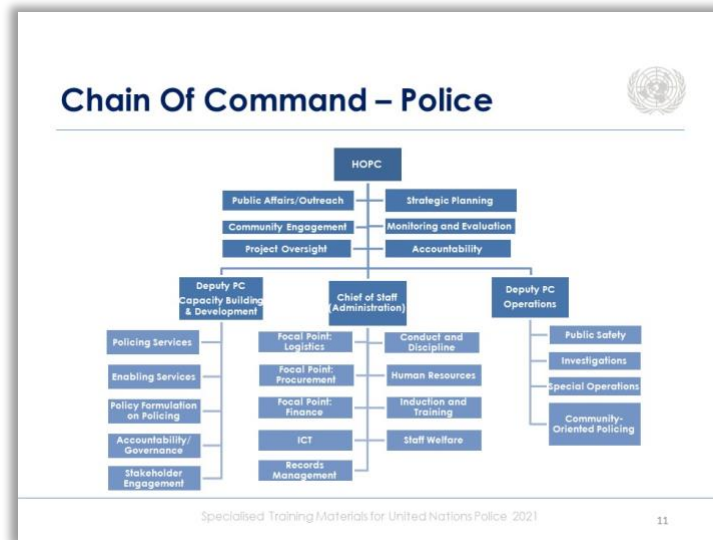 Chain Of Command – Police
HOPC
Public Affairs/Outreach
Strategic Planning
Community Engagement
Monitoring and Evaluation
Project Oversight
Accountability
Deputy PC
Capacity Building
& Development
Chief of Staff
(Administration)
Deputy PC
Operations
Policing Services
Enabling Services
Policy Formulation
on Policing
Accountability/
Governance
Stakeholder
Engagement
Focal Point:
Logistics
Conduct and
Discipline
Focal Point:
Procurement
Human Resources
Focal Point:
Finance
Induction and
Training
ICT
Staff Welfare
Records
Management
Public Safety
Investigations
Special Operations
Community-
Oriented Policing
Specialised Training Materials for United Nations Police 2021
11